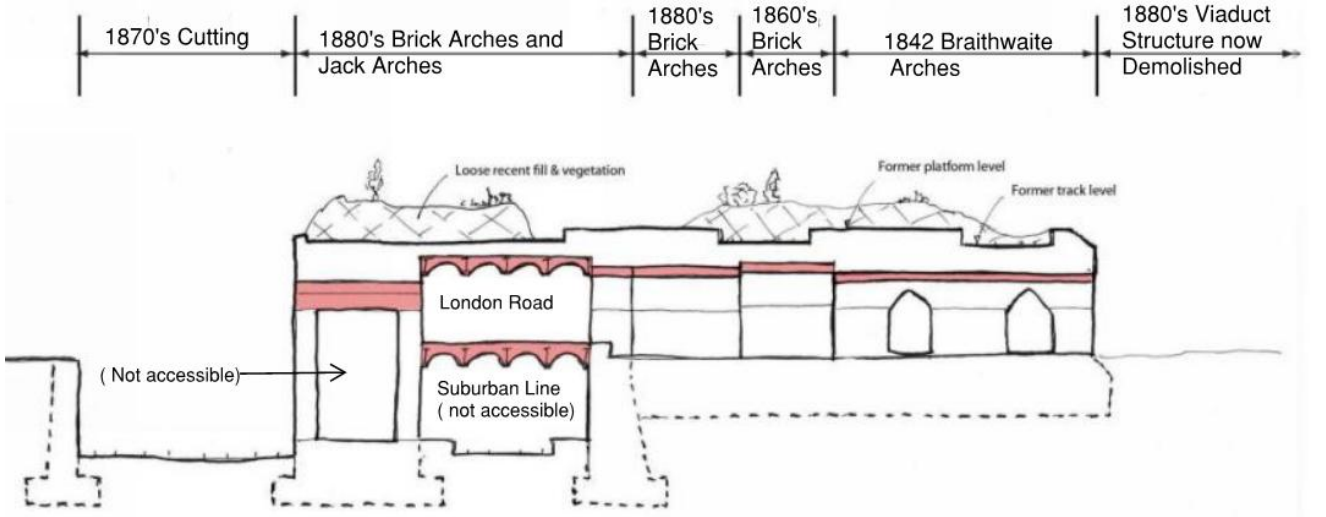 1870's Cutting
1880's Brick Arches and
Jack Arches
1880's
Brick
Arches
1860's
Brick
Arches
1842 Braithwaite
Arches
1880's Viaduct
Structure now
Demolished
Loose recent fill & vegetation
Former platform level
Former track level
London Road
( Not accessible)
Suburban Line
( not accessible)